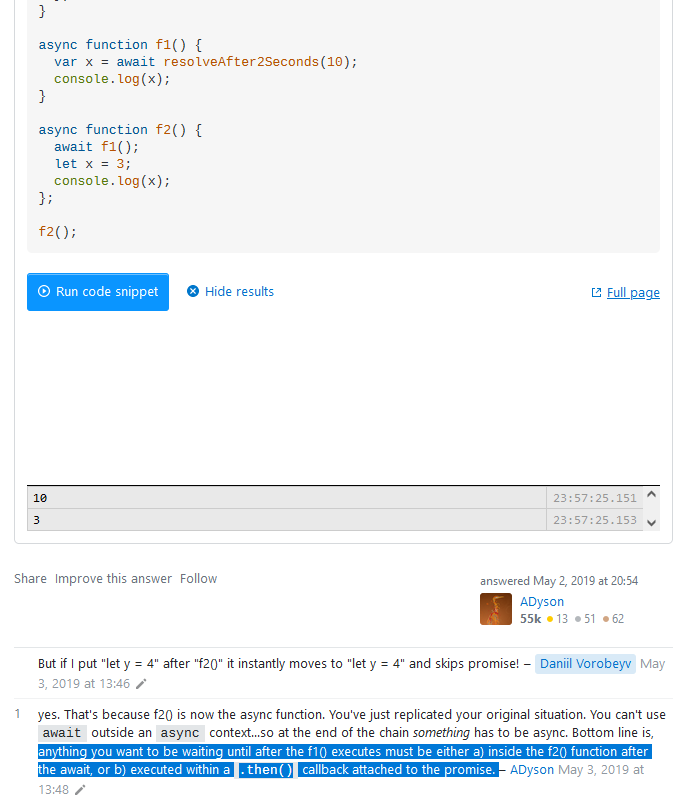 }
async function f1() {
var x = await resolveAfter2Seconds(10);
console.log(x);
}
async function f2() {
await f1();
let x = 3;
console.log(x);
};
f2();
Run code snippet
Hide results
Full page
10 23:57:25.151
3 23:57:25.153
Share Improve this answer Follow
answered May 2, 2019 at 20:54
ADyson
55k 13 51 62
But if I put "let y = 4" after "f2()" it instantly moves to "let y = 4" and skips promise! – Daniil Vorobeyv May
3, 2019 at 13:46
1 yes. That's because f2() is now the async function. You've just replicated your original situation. You can't use
await outside an async context...so at the end of the chain something has to be async. Bottom line is,
anything you want to be waiting until after the f1() executes must be either a) inside the f2() function after
the await, or b) executed within a .then() callback attached to the promise. – ADyson May 3, 2019 at
13:48